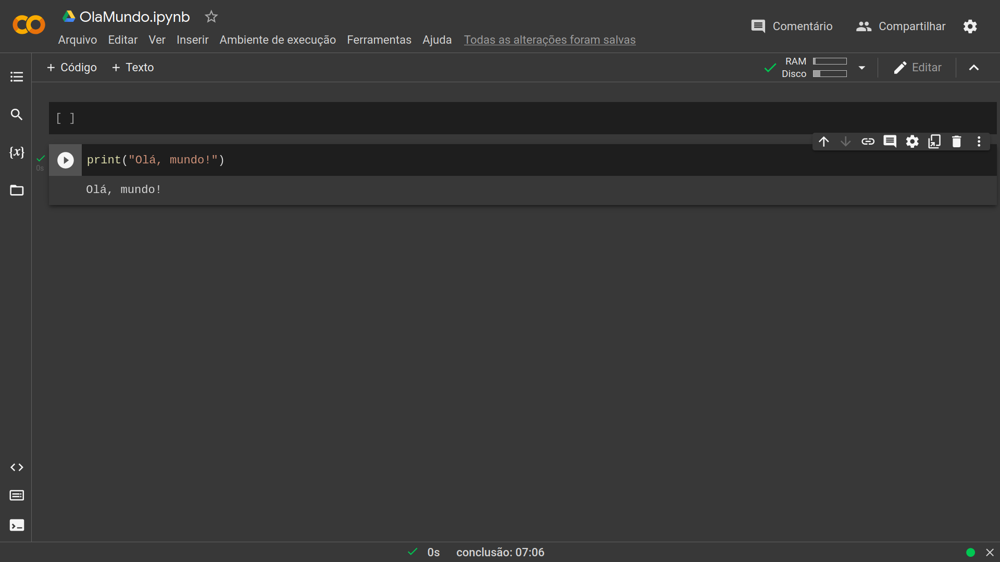 OlaMundo.ipynb
Comentário Compartilhar
Arquivo Editar Ver Inserir Ambiente de execução Ferramentas Ajuda Todas as alterações foram salvas
+ Código + Texto
RAM
Disco
Editar
{x}
[ ]
print("Olá, mundo!")
0s
Olá, mundo!
0s conclusão: 07:06